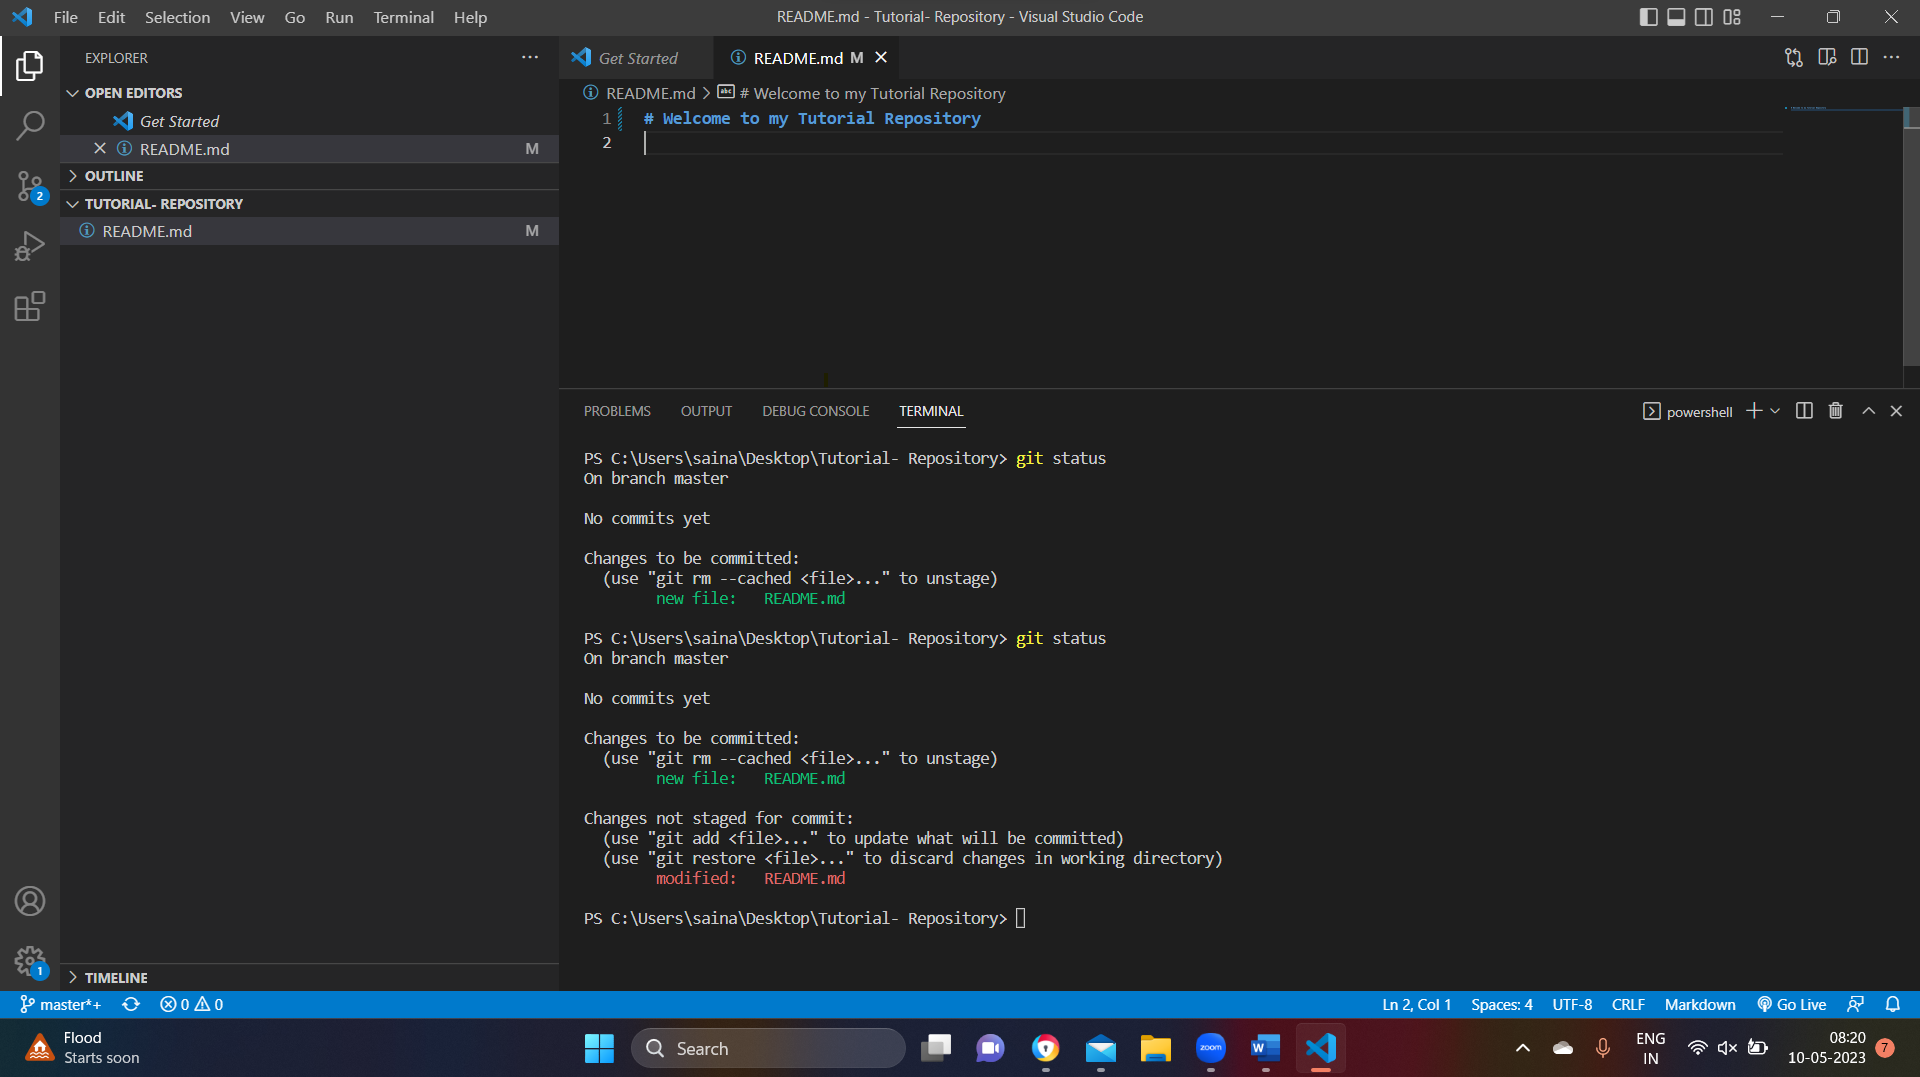 File Edit Selection View Go Run Terminal Help
README.md - Tutorial- Repository - Visual Studio Code
EXPLORER
OPEN EDITORS
Get Started
README.md M
OUTLINE
TUTORIAL- REPOSITORY
README.md M
TIMELINE
2
1
Get Started
README.md M
README.md > # Welcome to my Tutorial Repository
1 # Welcome to my Tutorial Repository
2
PROBLEMS OUTPUT DEBUG CONSOLE TERMINAL
powershell
PS C:\Users\saina\Desktop\Tutorial- Repository> git status
On branch master
No commits yet
Changes to be committed:
(use "git rm --cached <file>..." to unstage)
new file: README.md
PS C:\Users\saina\Desktop\Tutorial- Repository> git status
On branch master
No commits yet
Changes to be committed:
(use "git rm --cached <file>..." to unstage)
new file: README.md
Changes not staged for commit:
(use "git add <file>..." to update what will be committed)
(use "git restore <file>..." to discard changes in working directory)
modified: README.md
PS C:\Users\saina\Desktop\Tutorial- Repository>
master*+ 0 0
Ln 2, Col 1 Spaces: 4 UTF-8 CRLF Markdown Go Live
Flood
Starts soon
Search
zoom
W
ENG
IN
08:20
10-05-2023
7